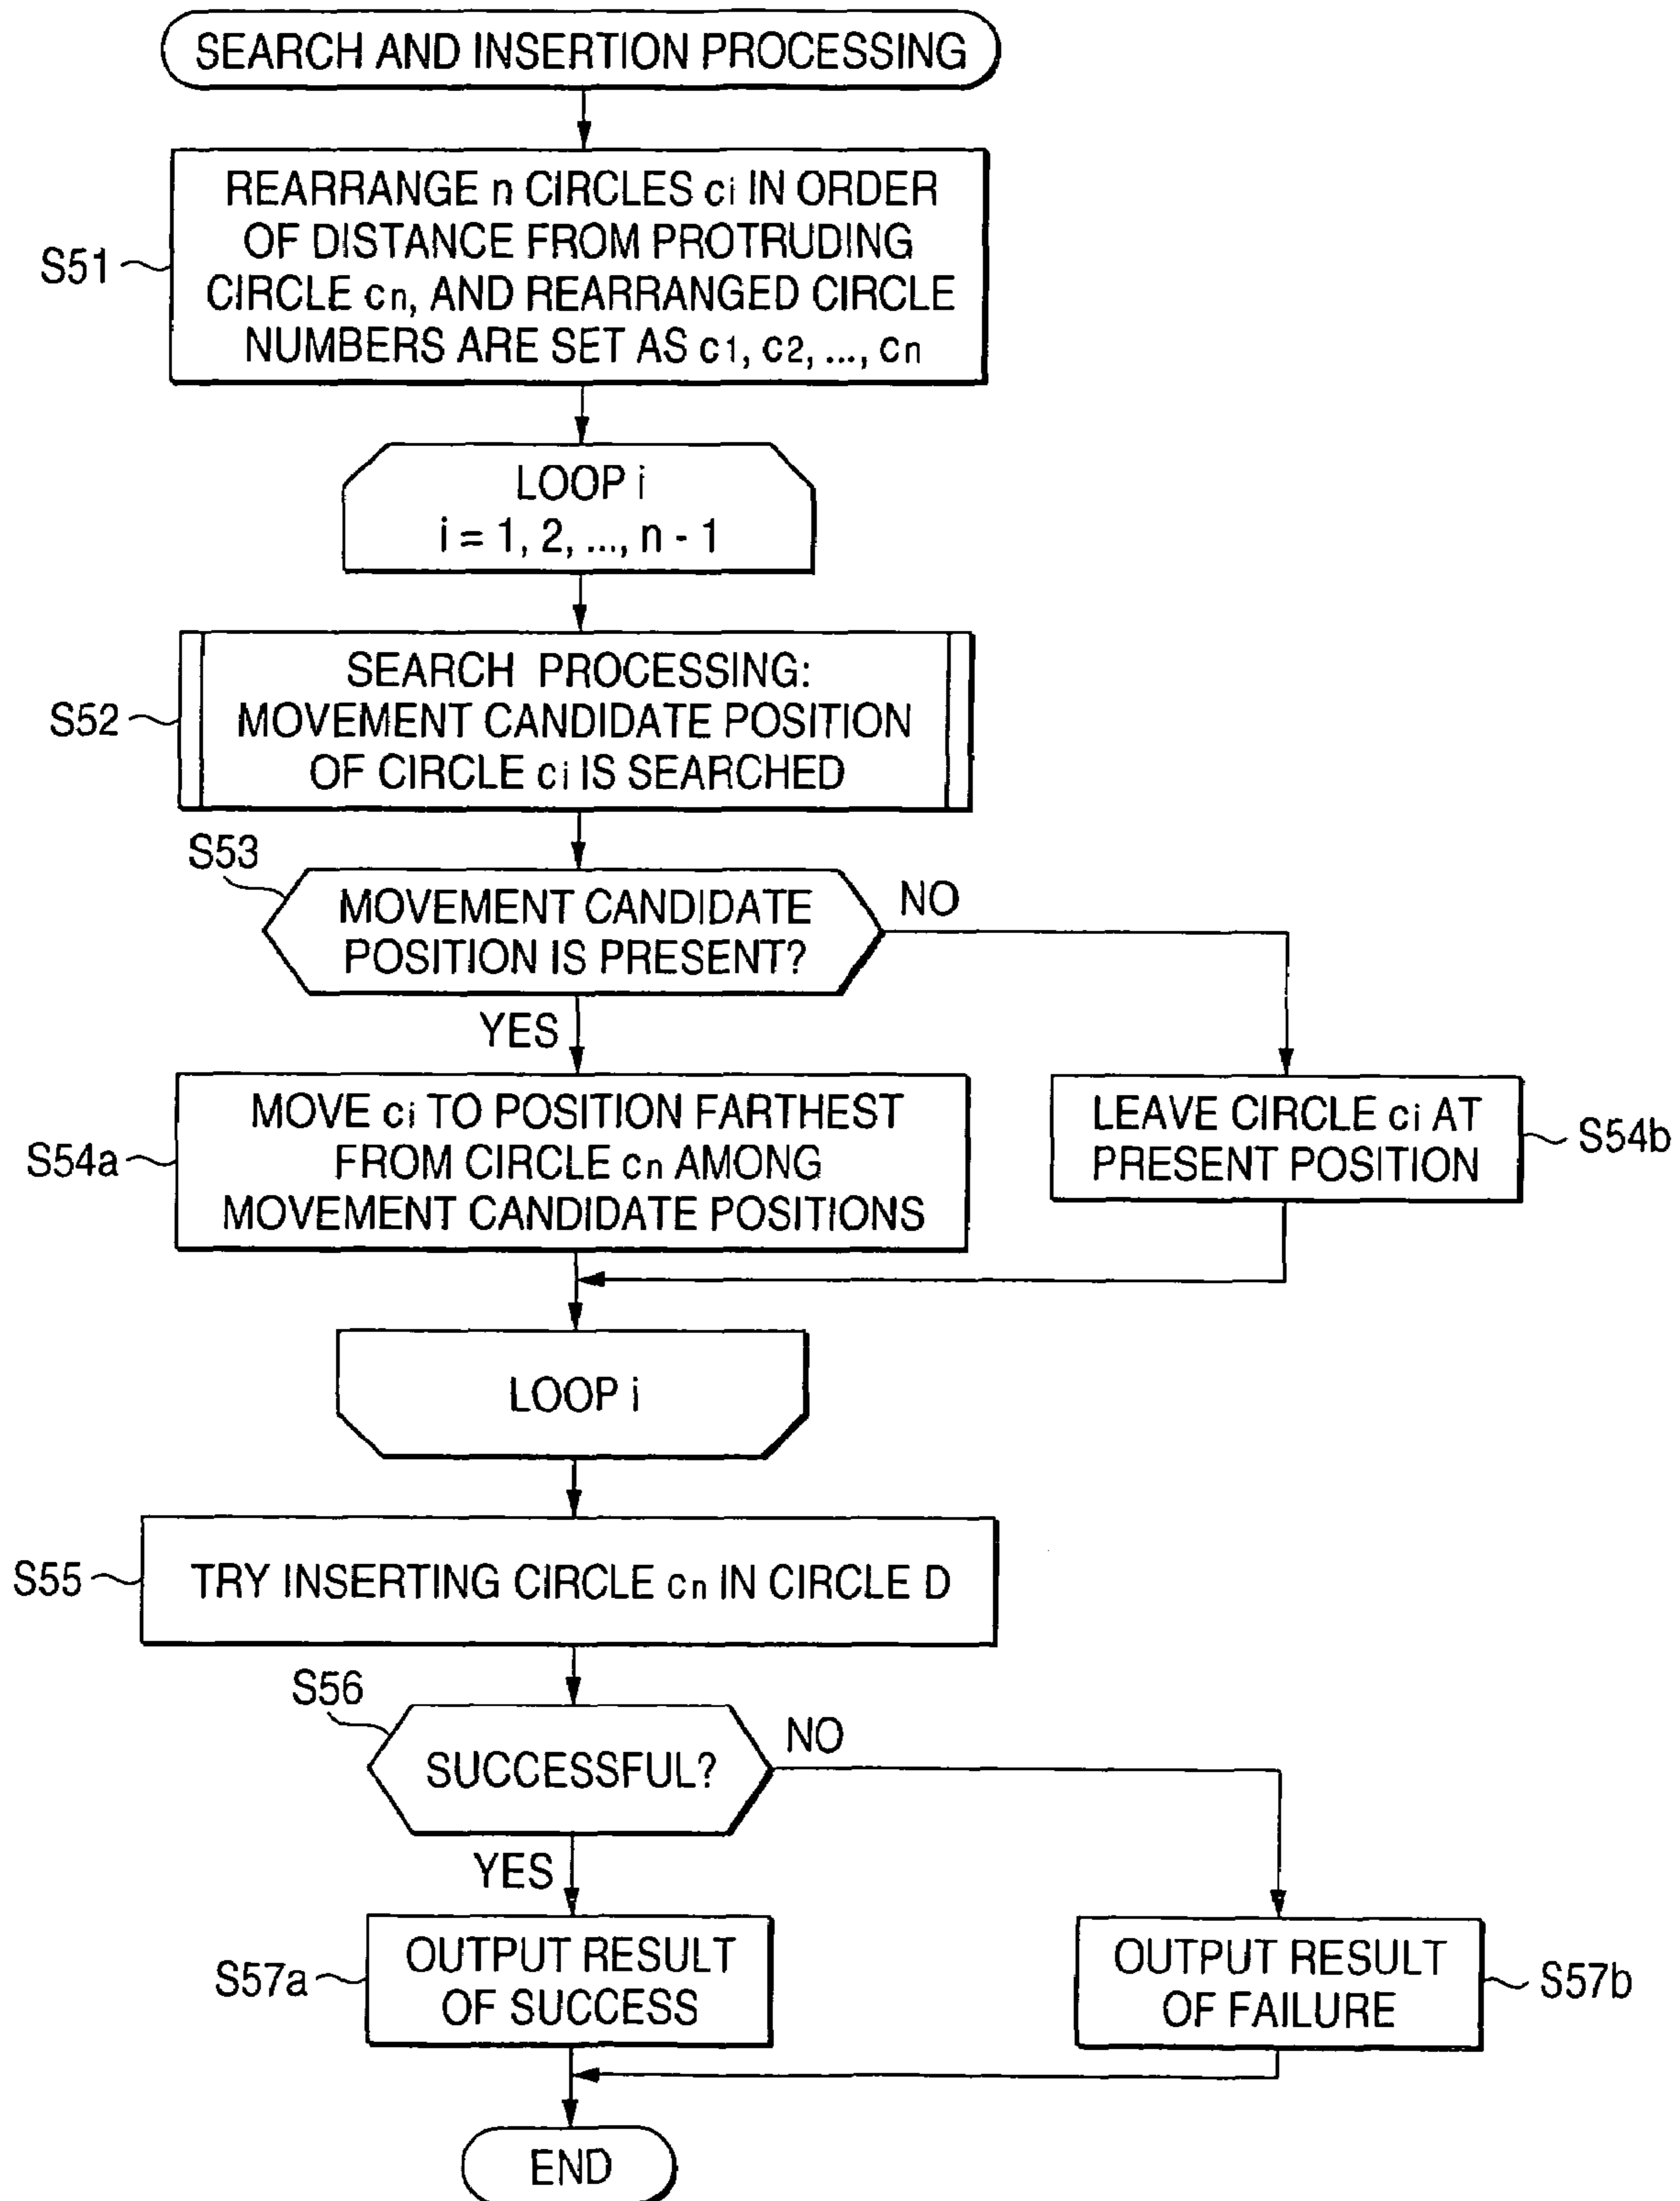 SEARCH AND INSERTION PROCESSING
S51
REARRANGE n CIRCLES ci IN ORDER
OF DISTANCE FROM PROTRUDING
CIRCLE cn, AND REARRANGED CIRCLE
NUMBERS ARE SET AS c1, c2, ..., cn
LOOP i
i = 1, 2, ..., n - 1
S52
SEARCH PROCESSING:
MOVEMENT CANDIDATE POSITION
OF CIRCLE ci IS SEARCHED
S53
MOVEMENT CANDIDATE
POSITION IS PRESENT?
NO
YES
S54a
MOVE ci TO POSITION FARTHEST
FROM CIRCLE cn AMONG
MOVEMENT CANDIDATE POSITIONS
LEAVE CIRCLE ci AT
PRESENT POSITION
S54b
LOOP i
S55
TRY INSERTING CIRCLE cn IN CIRCLE D
S56
SUCCESSFUL?
NO
YES
S57a
OUTPUT RESULT
OF SUCCESS
OUTPUT RESULT
OF FAILURE
S57b
END